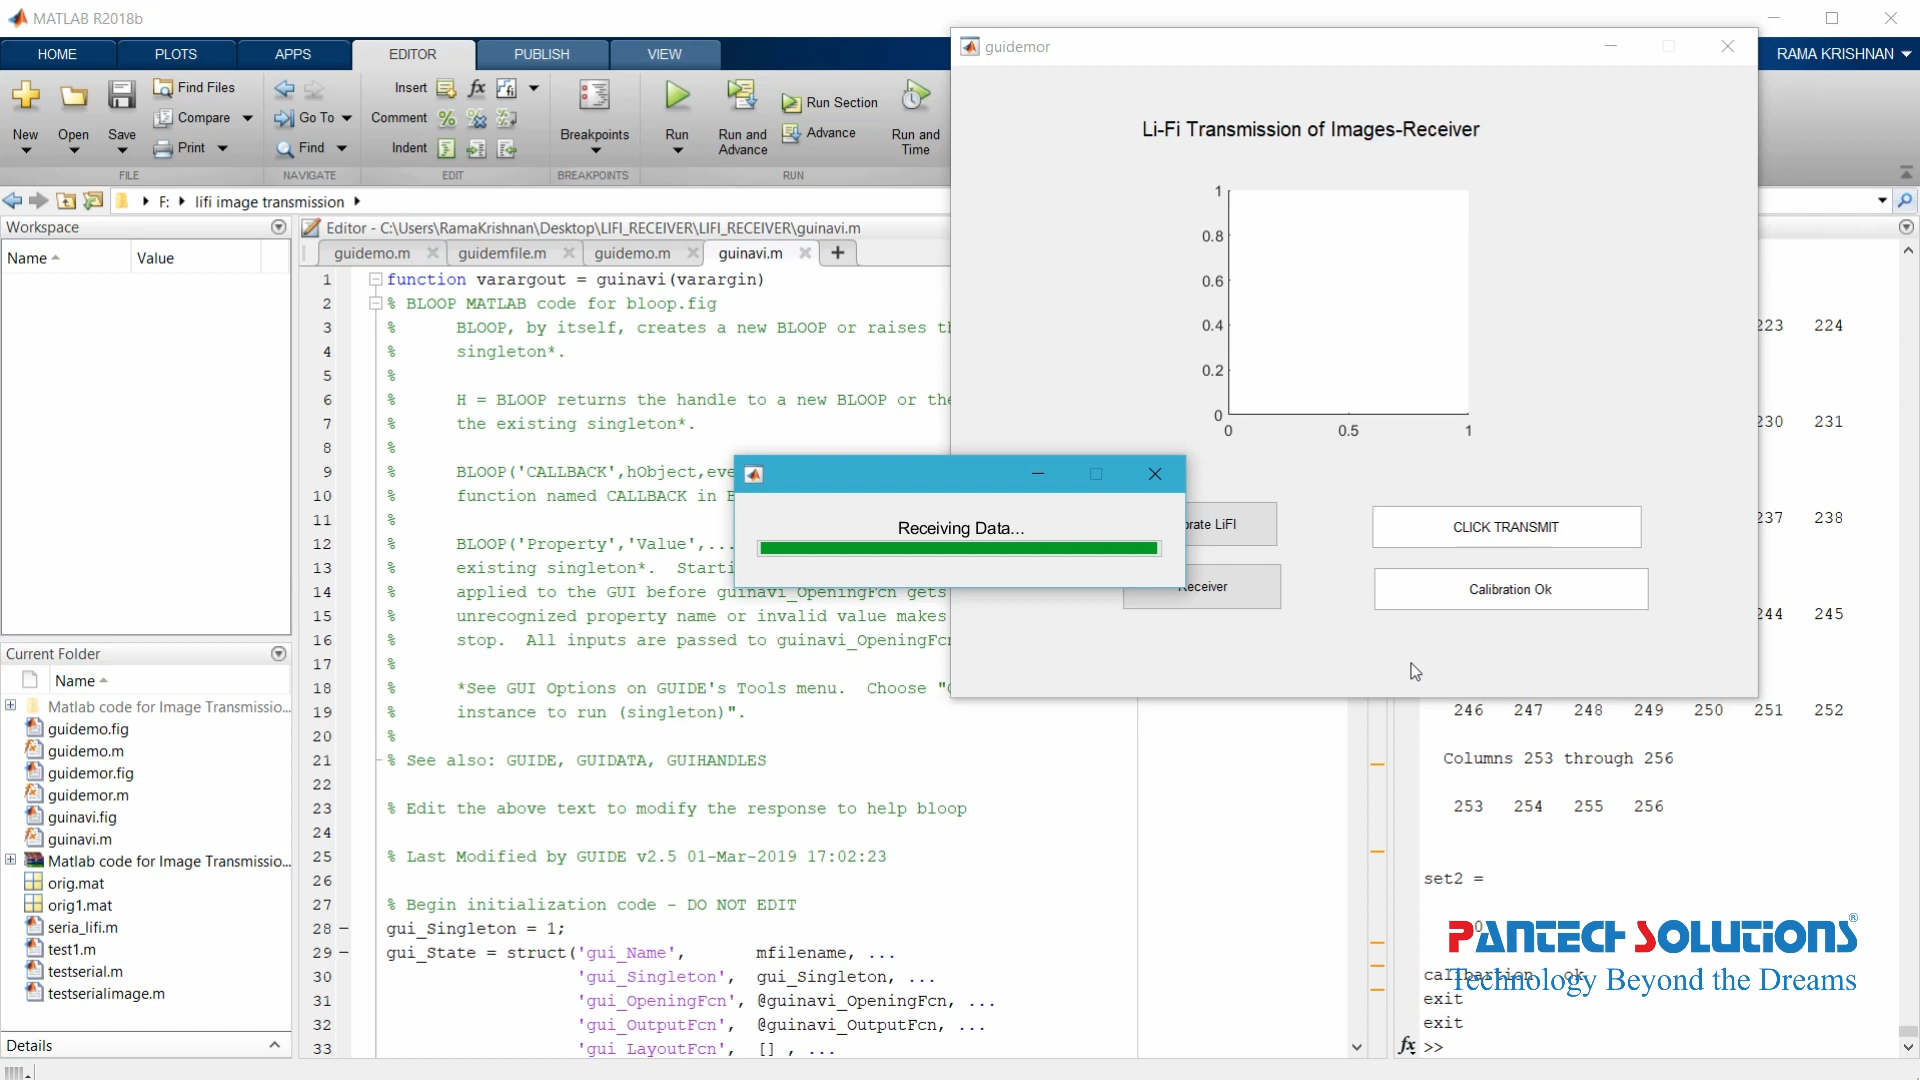 MATLAB R2018b
guidemor
HOME
PLOTS
APPS
EDITOR
PUBLISH
VIEW
RAMA KRISHNAN
New
Open
Save
Find Files
Compare
Print
FILE
Go To
Find
NAVIGATE
Insert
Comment
Indent
EDIT
Breakpoints
BREAKPOINTS
Run
Run and Advance
Run Section
Advance
Run and Time
RUN
F:
lifi image transmission
Workspace
Name
Value
Editor - C:\Users\RamaKrishnan\Desktop\LIFI_RECEIVER\LIFI_RECEIVER\guinavi.m
guidemo.m
guidemfile.m
guidemo.m
guinavi.m
1 function varargout = guinavi(varargin)
2 % BLOOP MATLAB code for bloop.fig
3 % BLOOP, by itself, creates a new BLOOP or raises
4 % singleton*.
5 %
6 % H = BLOOP returns the handle to a new BLOOP or the
7 % the existing singleton*.
8 %
9 % BLOOP('CALLBACK',hObject,eve
10 % function named CALLBACK in
11 %
12 % BLOOP('Property','Value',...
13 % existing singleton*. Starti
14 % applied to the GUI before guinavi_OpeningFcn gets
15 % unrecognized property name or invalid value makes
16 % stop. All inputs are passed to guinavi_OpeningFcn
17 %
18 % *See GUI Options on GUIDE's Tools menu. Choose
19 % instance to run (singleton)".
20 %
21 % See also: GUIDE, GUIDATA, GUIHANDLES
22
23 % Edit the above text to modify the response to help bloop
24
25 % Last Modified by GUIDE v2.5 01-Mar-2019 17:02:23
26
27 % Begin initialization code - DO NOT EDIT
28 gui_Singleton = 1;
29 gui_State = struct('gui_Name', mfilename, ...
30 'gui_Singleton', gui_Singleton, ...
31 'gui_OpeningFcn', @guinavi_OpeningFcn, ...
32 'gui_OutputFcn', @guinavi_OutputFcn, ...
33 'gui_LayoutFcn', [] , ...
Current Folder
Name
Matlab code for Image Transmissio...
guidemo.fig
guidemo.m
guidemor.fig
guidemor.m
guinavi.fig
guinavi.m
Matlab code for Image Transmissio...
orig.mat
orig1.mat
seria_lifi.m
test1.m
testserial.m
testserialimage.m
Details
Li-Fi Transmission of Images-Receiver
1
0.8
0.6
0.4
0.2
0
0 0.5 1
Receiving Data...
brate LiFI
CLICK TRANSMIT
Receiver
Calibration Ok
223 224
230 231
237 238
244 245
246 247 248 249 250 251 252
Columns 253 through 256
253 254 255 256
set2 =
0
PANTECH SOLUTIONS®
Technology Beyond the Dreams
ok
exit
exit
fx >>